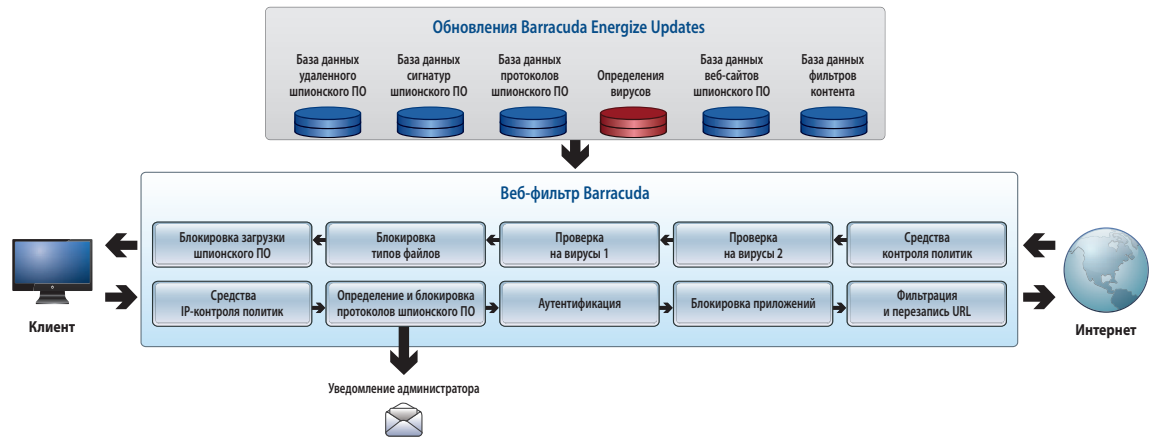 Обновления Barracuda Energize Updates
База данных
удаленного
шпионского ПО
База данных
сигнатур
шпионского ПО
База данных
протоколов
шпионского ПО
Определения
вирусов
База данных
веб-сайтов
шпионского ПО
База данных
фильтров
контента
Веб-фильтр Barracuda
Блокировка загрузки
шпионского ПО
Блокировка
типов файлов
Проверка
на вирусы 1
Проверка
на вирусы 2
Средства
контроля политик
Средства
IP-контроля политик
Определение и блокировка
протоколов шпионского ПО
Аутентификация
Блокировка приложений
Фильтрация
и перезапись URL
Клиент
Интернет
Уведомление администратора